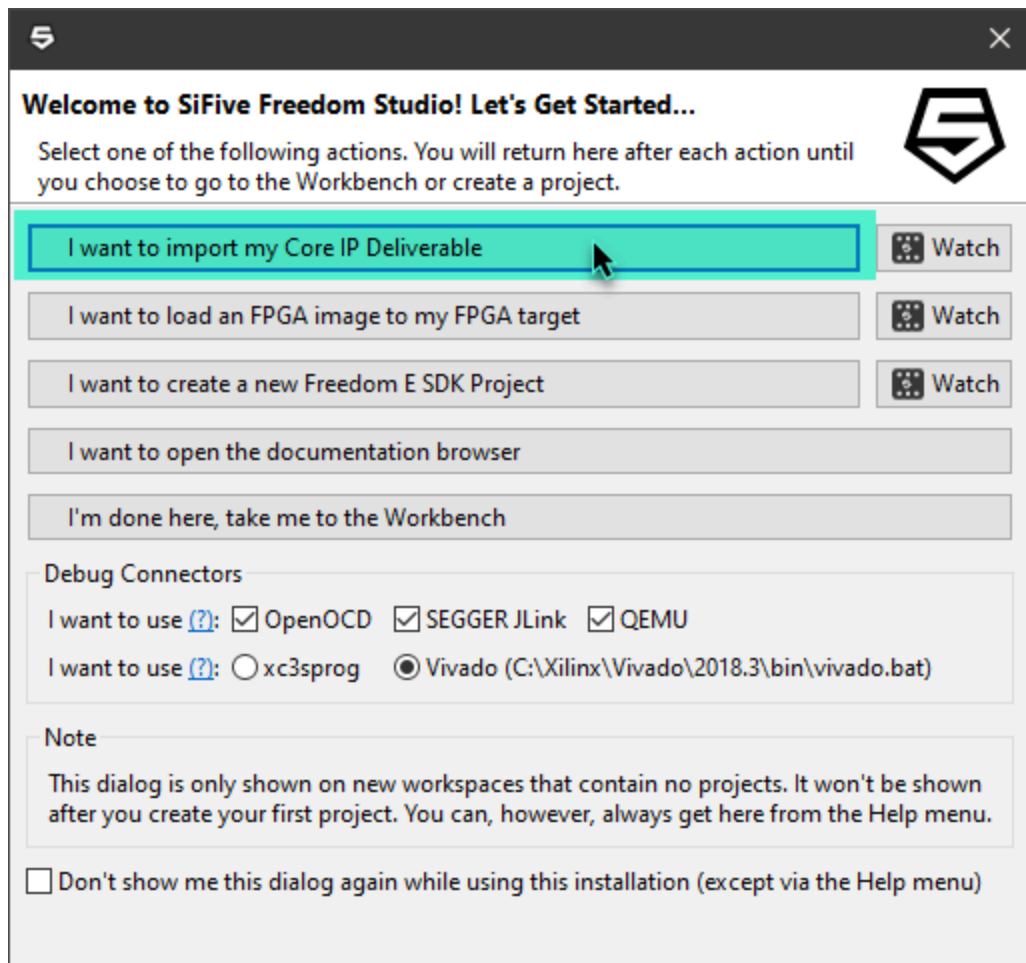 Welcome to SiFive Freedom Studio! Let's Get Started...
Select one of the following actions. You will return here after each action until
you choose to go to the Workbench or create a project.
I want to import my Core IP Deliverable
Watch
I want to load an FPGA image to my FPGA target
Watch
I want to create a new Freedom E SDK Project
Watch
I want to open the documentation browser
I'm done here, take me to the Workbench
Debug Connectors
I want to use (?): OpenOCD SEGGER JLink QEMU
I want to use (?): xc3sprog Vivado (C:\Xilinx\Vivado\2018.3\bin\vivado.bat)
Note
This dialog is only shown on new workspaces that contain no projects. It won't be shown
after you create your first project. You can, however, always get here from the Help menu.
Don't show me this dialog again while using this installation (except via the Help menu)